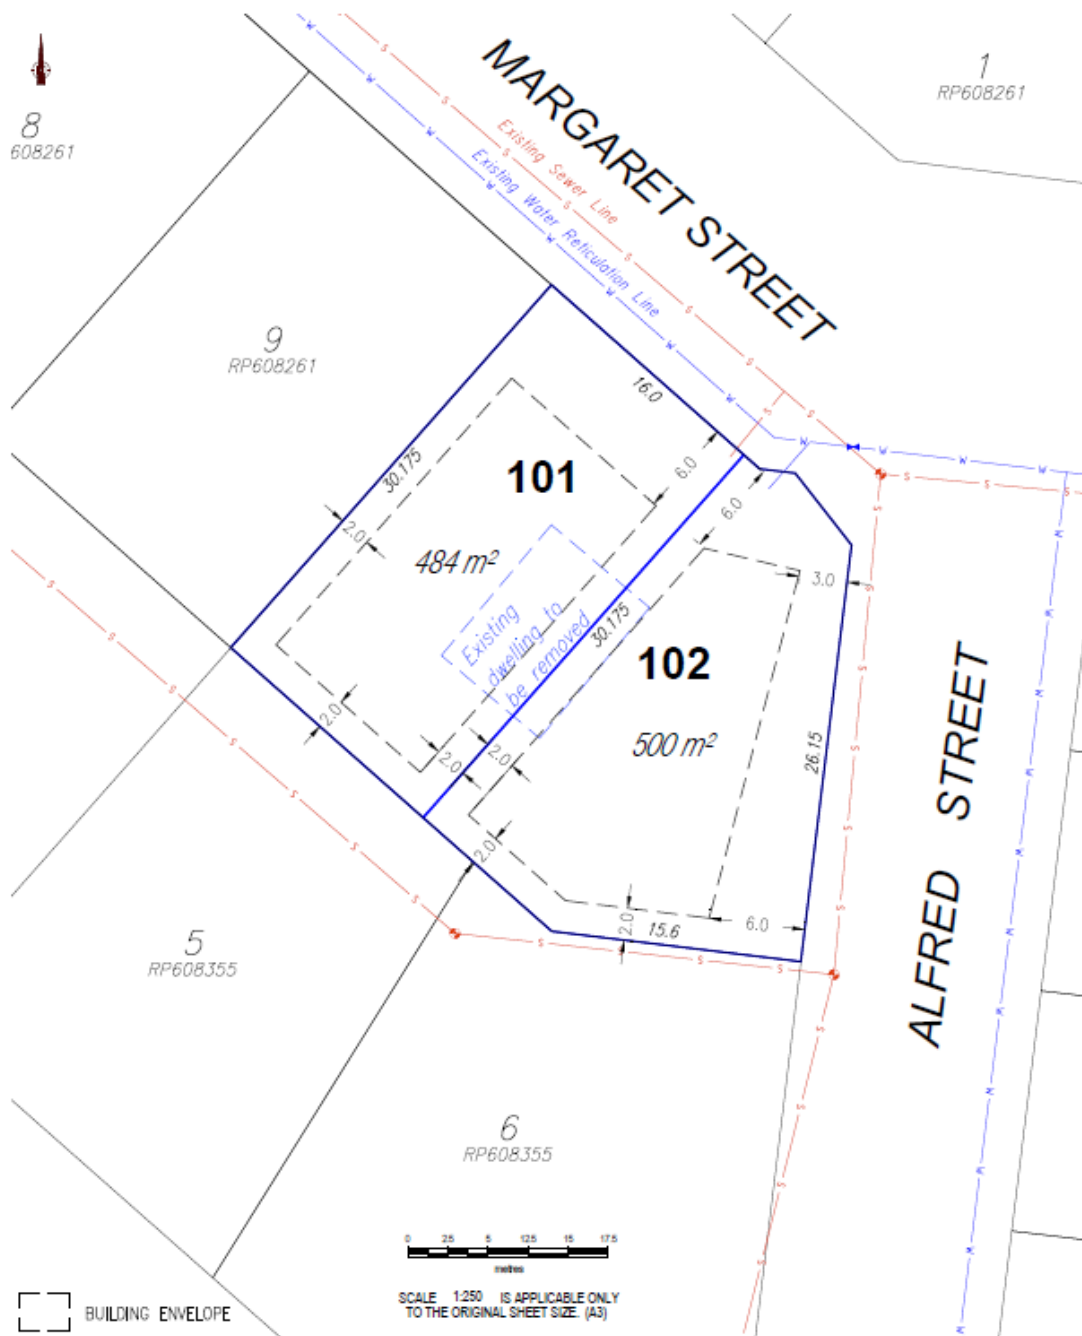 MARGARET STREET
1
RP608261
8
608261
Existing Sewer Line
Existing Water Reticulation Line
9
RP608261
16.0
30.175
101
6.0
6.0
2.0
484 m²
3.0
Existing
dwelling to
be removed
30.175
102
500 m²
2.0
2.0
2.0
26.15
ALFRED STREET
2.0
2.0
15.6
6.0
5
RP608355
6
RP608355
0 2.5 5 12.5 15 17.5
metres
SCALE 1:250 IS APPLICABLE ONLY
TO THE ORIGINAL SHEET SIZE. (A3)
BUILDING ENVELOPE